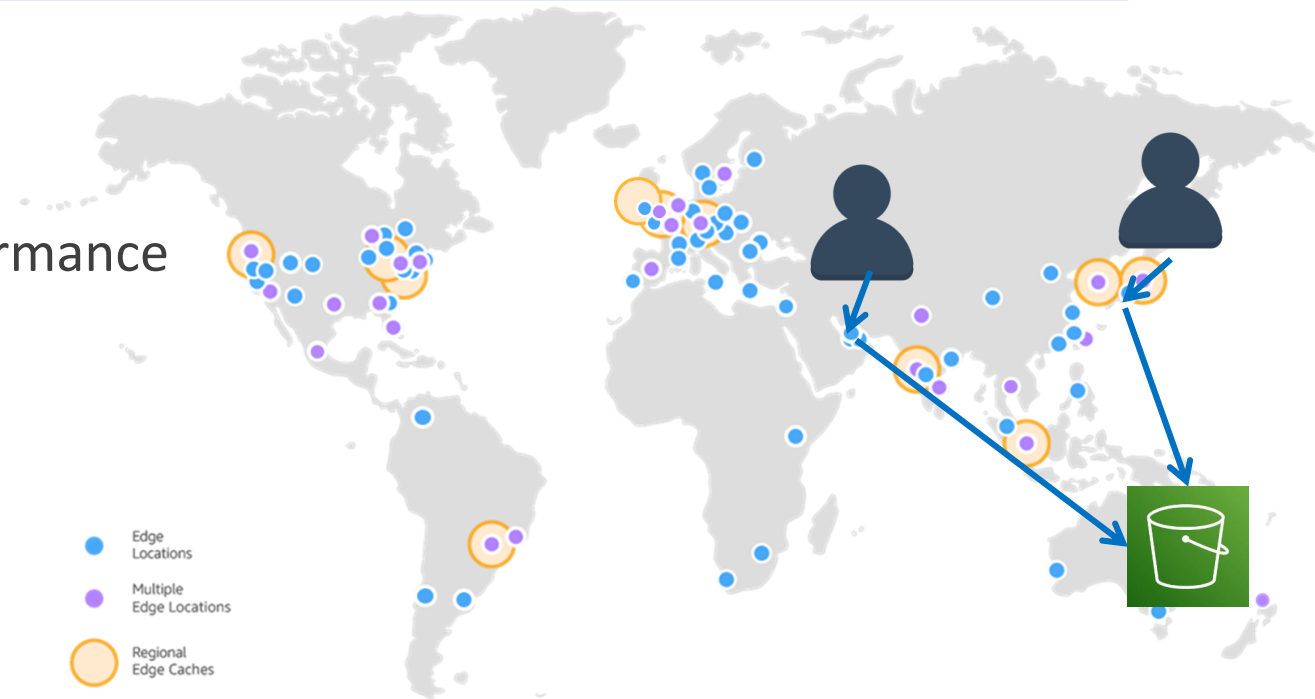 rmance
Edge
Locations
Multiple
Edge Locations
Regional
Edge Caches